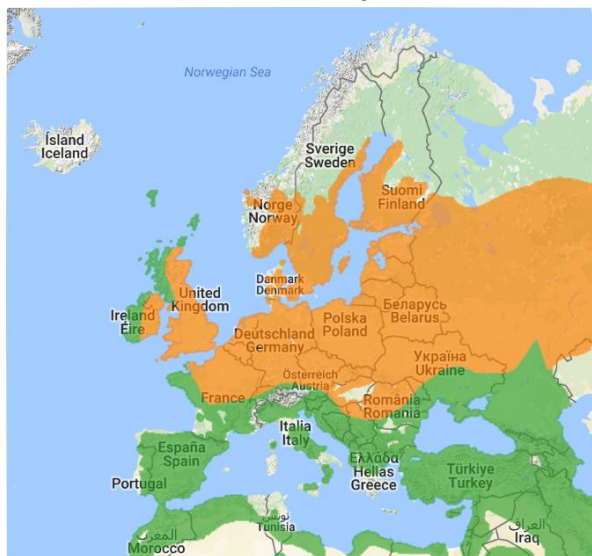 Norwegian Sea
Ísland
Iceland
Sverige
Sweden
Suomi
Finland
Norge
Norway
Danmark
Denmark
United
Kingdom
Ireland
Éire
Беларусь
Belarus
Polska
Poland
Deutschland
Germany
Україна
Ukraine
Österreich
Austria
France
România
Romania
Italia
Italy
España
Spain
Ελλάδα
Hellas
Greece
Portugal
Türkiye
Turkey
تونس
Tunisia
العراق
Iraq
المغرب
Morocco